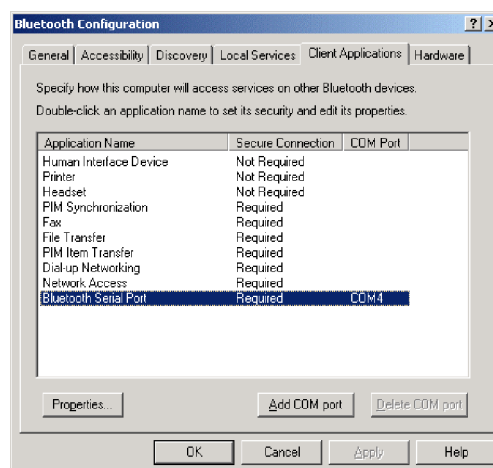 Bluetooth Configuration
General Accessibility Discovery Local Services Client Applications Hardware
Specify how this computer will access services on other Bluetooth devices.
Double-click an application name to set its security and edit its properties.
Application Name Secure Connection COM Port
Human Interface Device Not Required
Printer Not Required
Headset Not Required
PIM Synchronization Required
Fax Required
File Transfer Required
PIM Item Transfer Required
Dial-up Networking Required
Network Access Required
Bluetooth Serial Port Required COM4
Properties... Add COM port Delete COM port
OK Cancel Apply Help